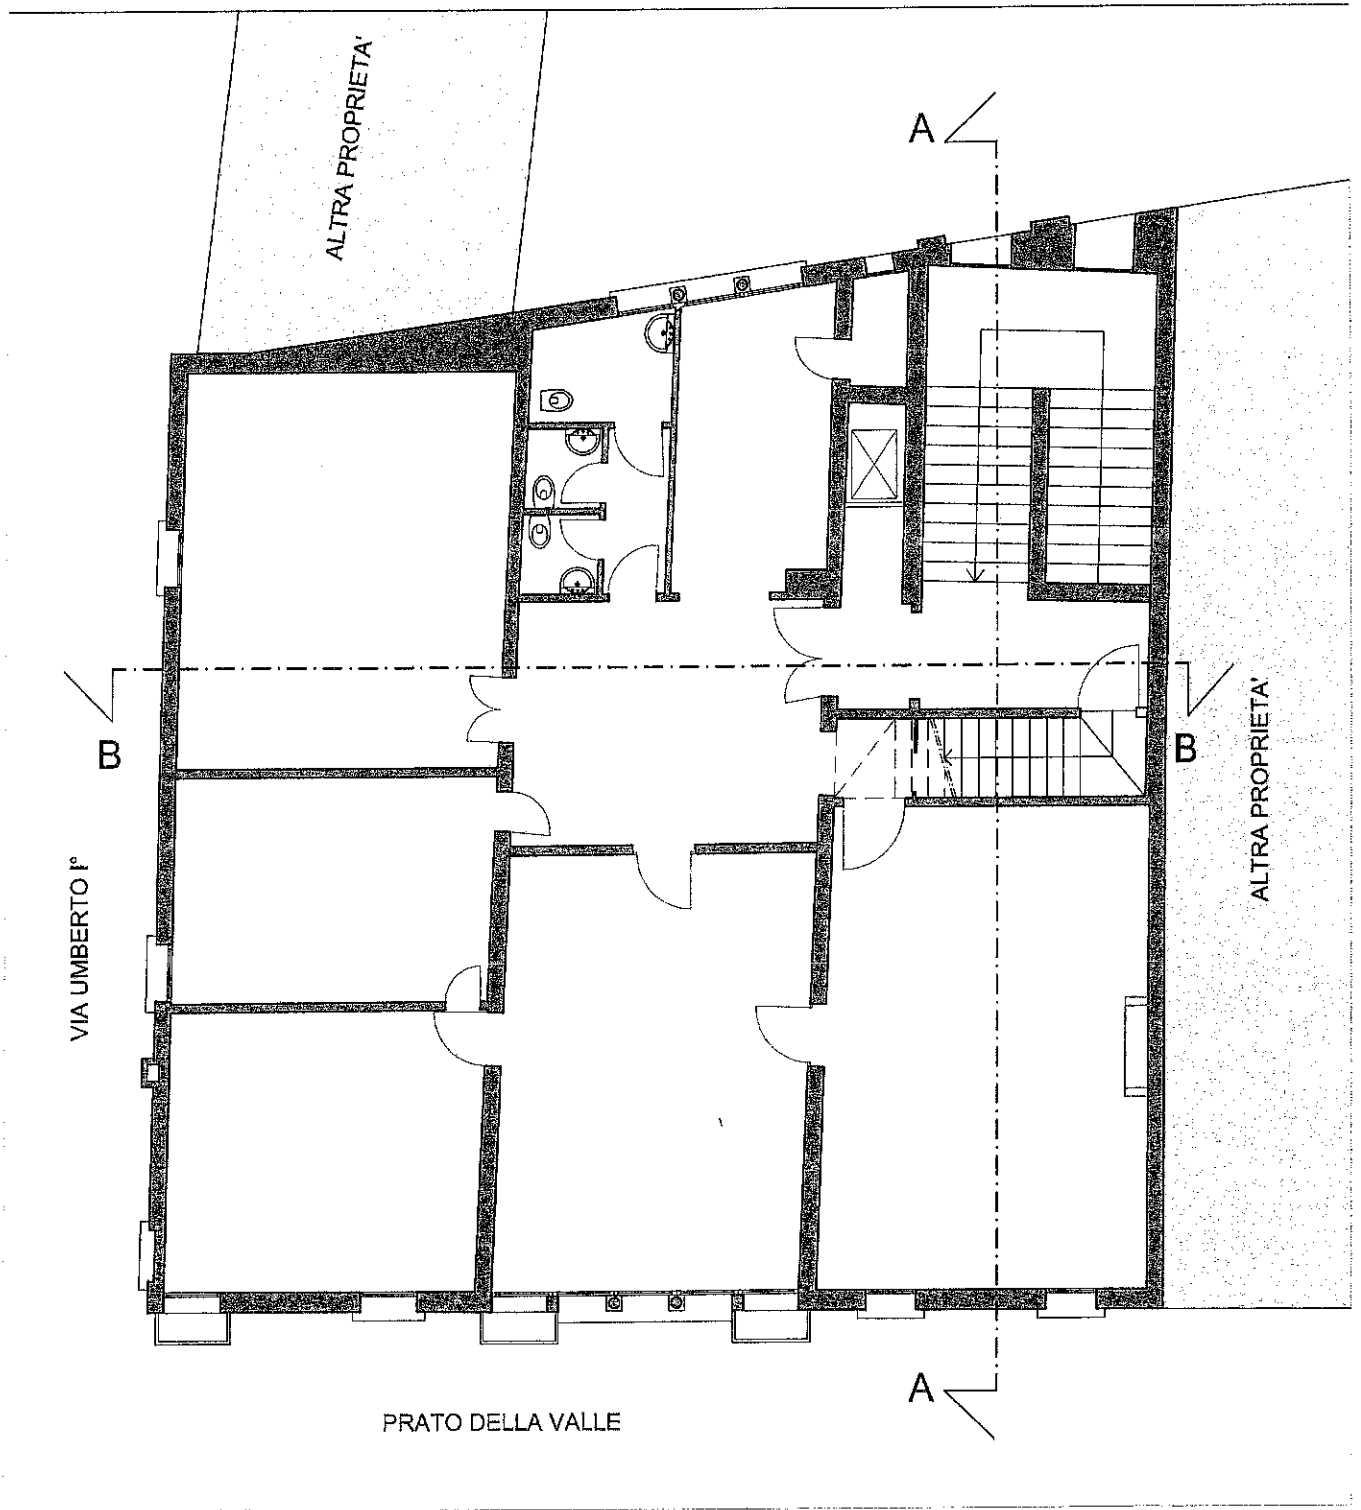 ALTRA PROPRIETA'
A
B
B
ALTRA PROPRIETA'
VIA UMBERTO I°
A
PRATO DELLA VALLE